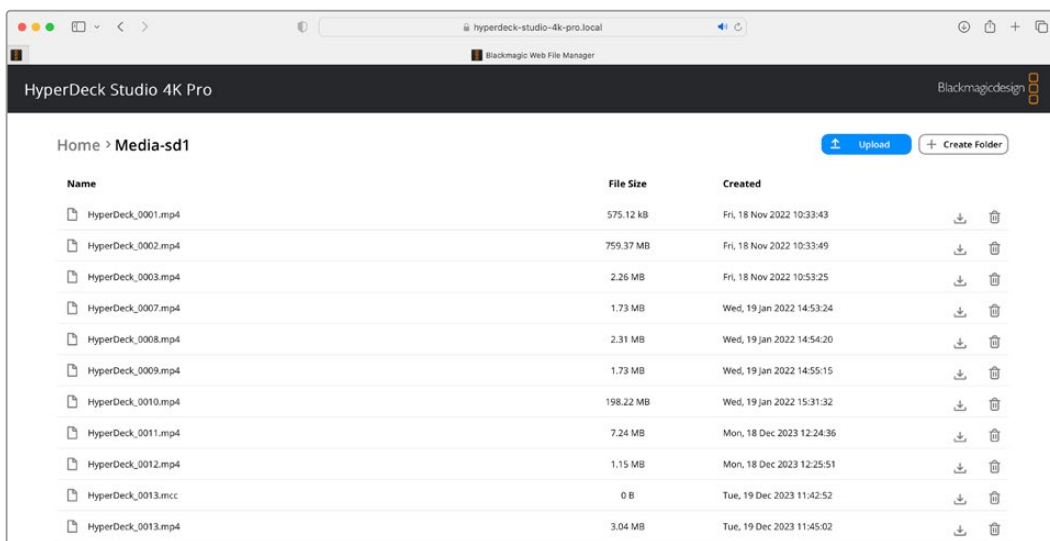 hyperdeck-studio-4k-pro.local
Blackmagic Web File Manager
HyperDeck Studio 4K Pro Blackmagicdesign
Home > Media-sd1 Upload + Create Folder
Name File Size Created
HyperDeck_0001.mp4 575.12 kB Fri, 18 Nov 2022 10:33:43
HyperDeck_0002.mp4 759.37 MB Fri, 18 Nov 2022 10:33:49
HyperDeck_0003.mp4 2.26 MB Fri, 18 Nov 2022 10:53:25
HyperDeck_0007.mp4 1.73 MB Wed, 19 Jan 2022 14:53:24
HyperDeck_0008.mp4 2.31 MB Wed, 19 Jan 2022 14:54:20
HyperDeck_0009.mp4 1.73 MB Wed, 19 Jan 2022 14:55:15
HyperDeck_0010.mp4 198.22 MB Wed, 19 Jan 2022 15:31:32
HyperDeck_0011.mp4 7.24 MB Mon, 18 Dec 2023 12:24:36
HyperDeck_0012.mp4 1.15 MB Mon, 18 Dec 2023 12:25:51
HyperDeck_0013.mcc 0 B Tue, 19 Dec 2023 11:42:52
HyperDeck_0013.mp4 3.04 MB Tue, 19 Dec 2023 11:45:02